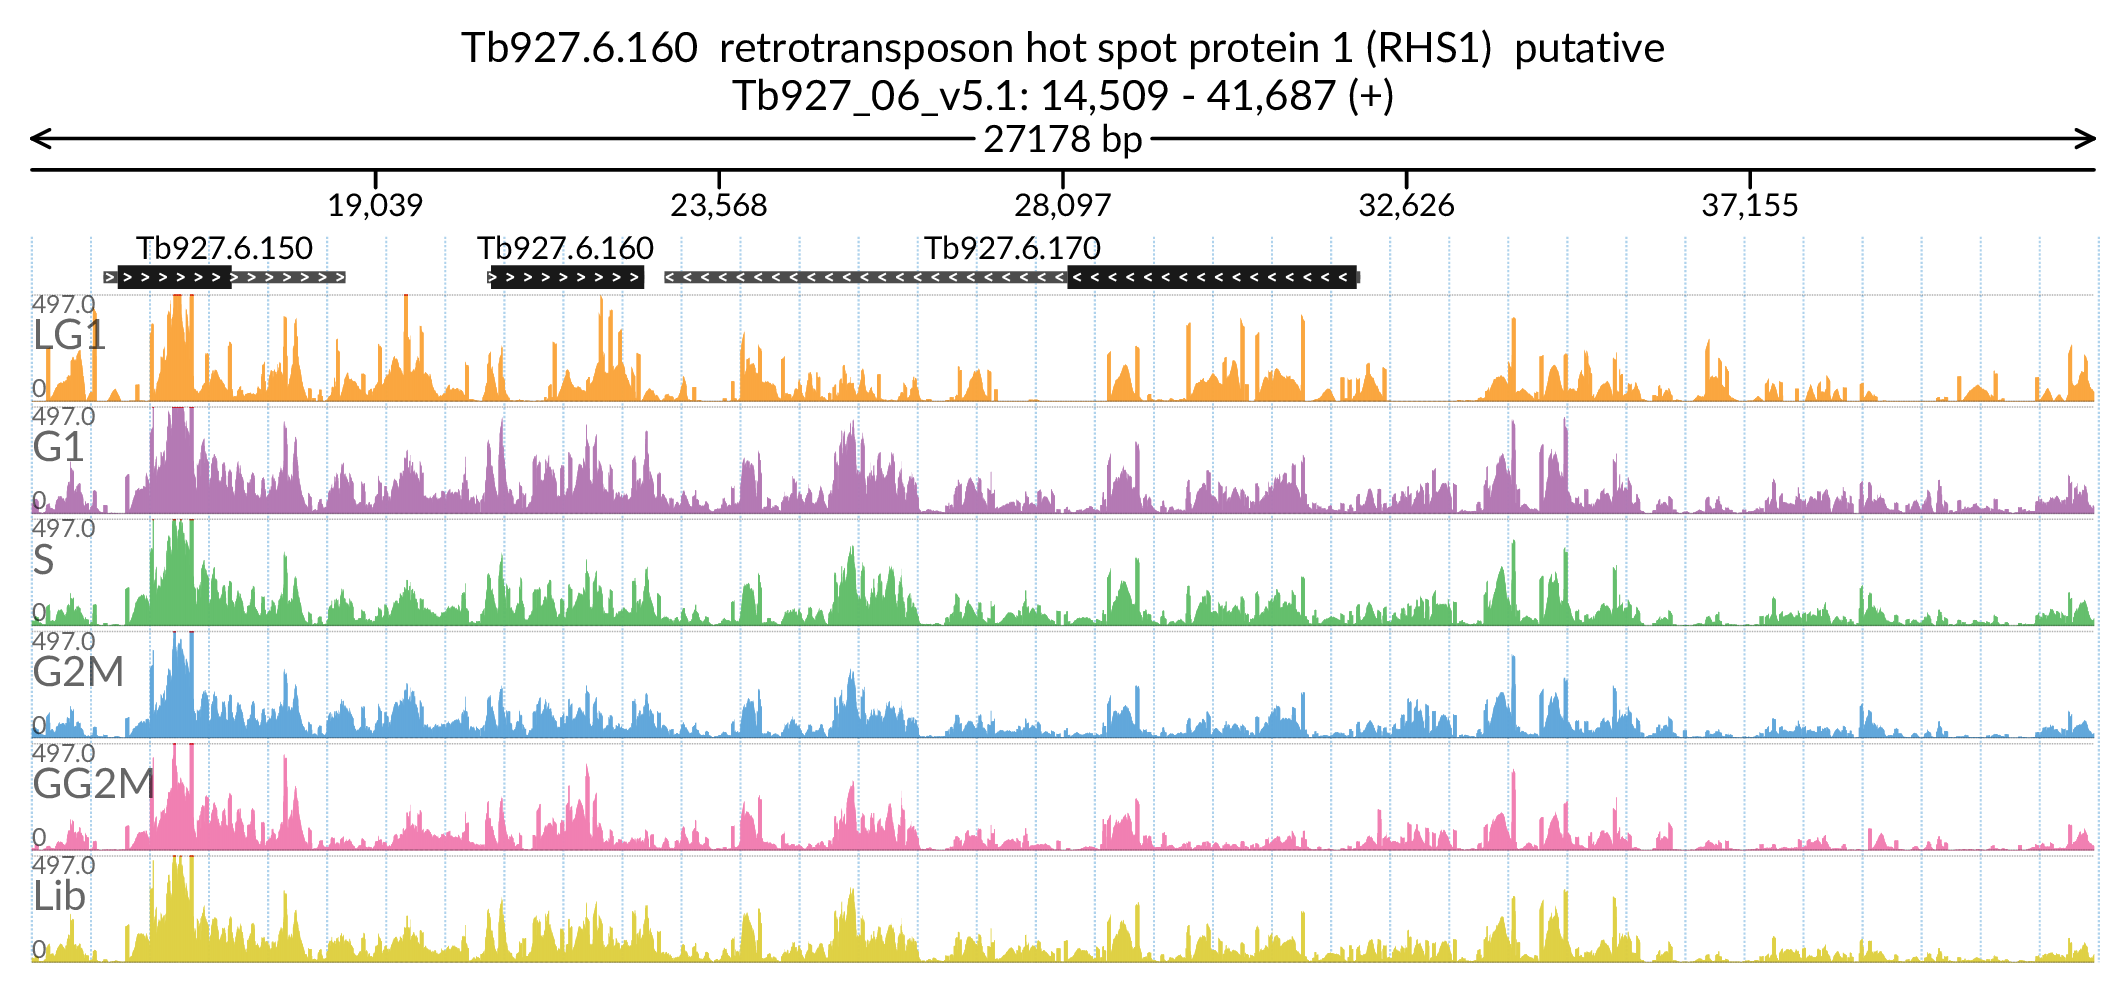 Tb927.6.160 retrotransposon hot spot protein 1 (RHS1) putative
Tb927_06_v5.1: 14,509 - 41,687 (+)
27178 bp
19,039 23,568 28,097 32,626 37,155
Tb927.6.150 Tb927.6.160 Tb927.6.170
497.0
LG1
0
497.0
G1
0
497.0
S
0
497.0
G2M
0
497.0
GG2M
0
497.0
Lib
0